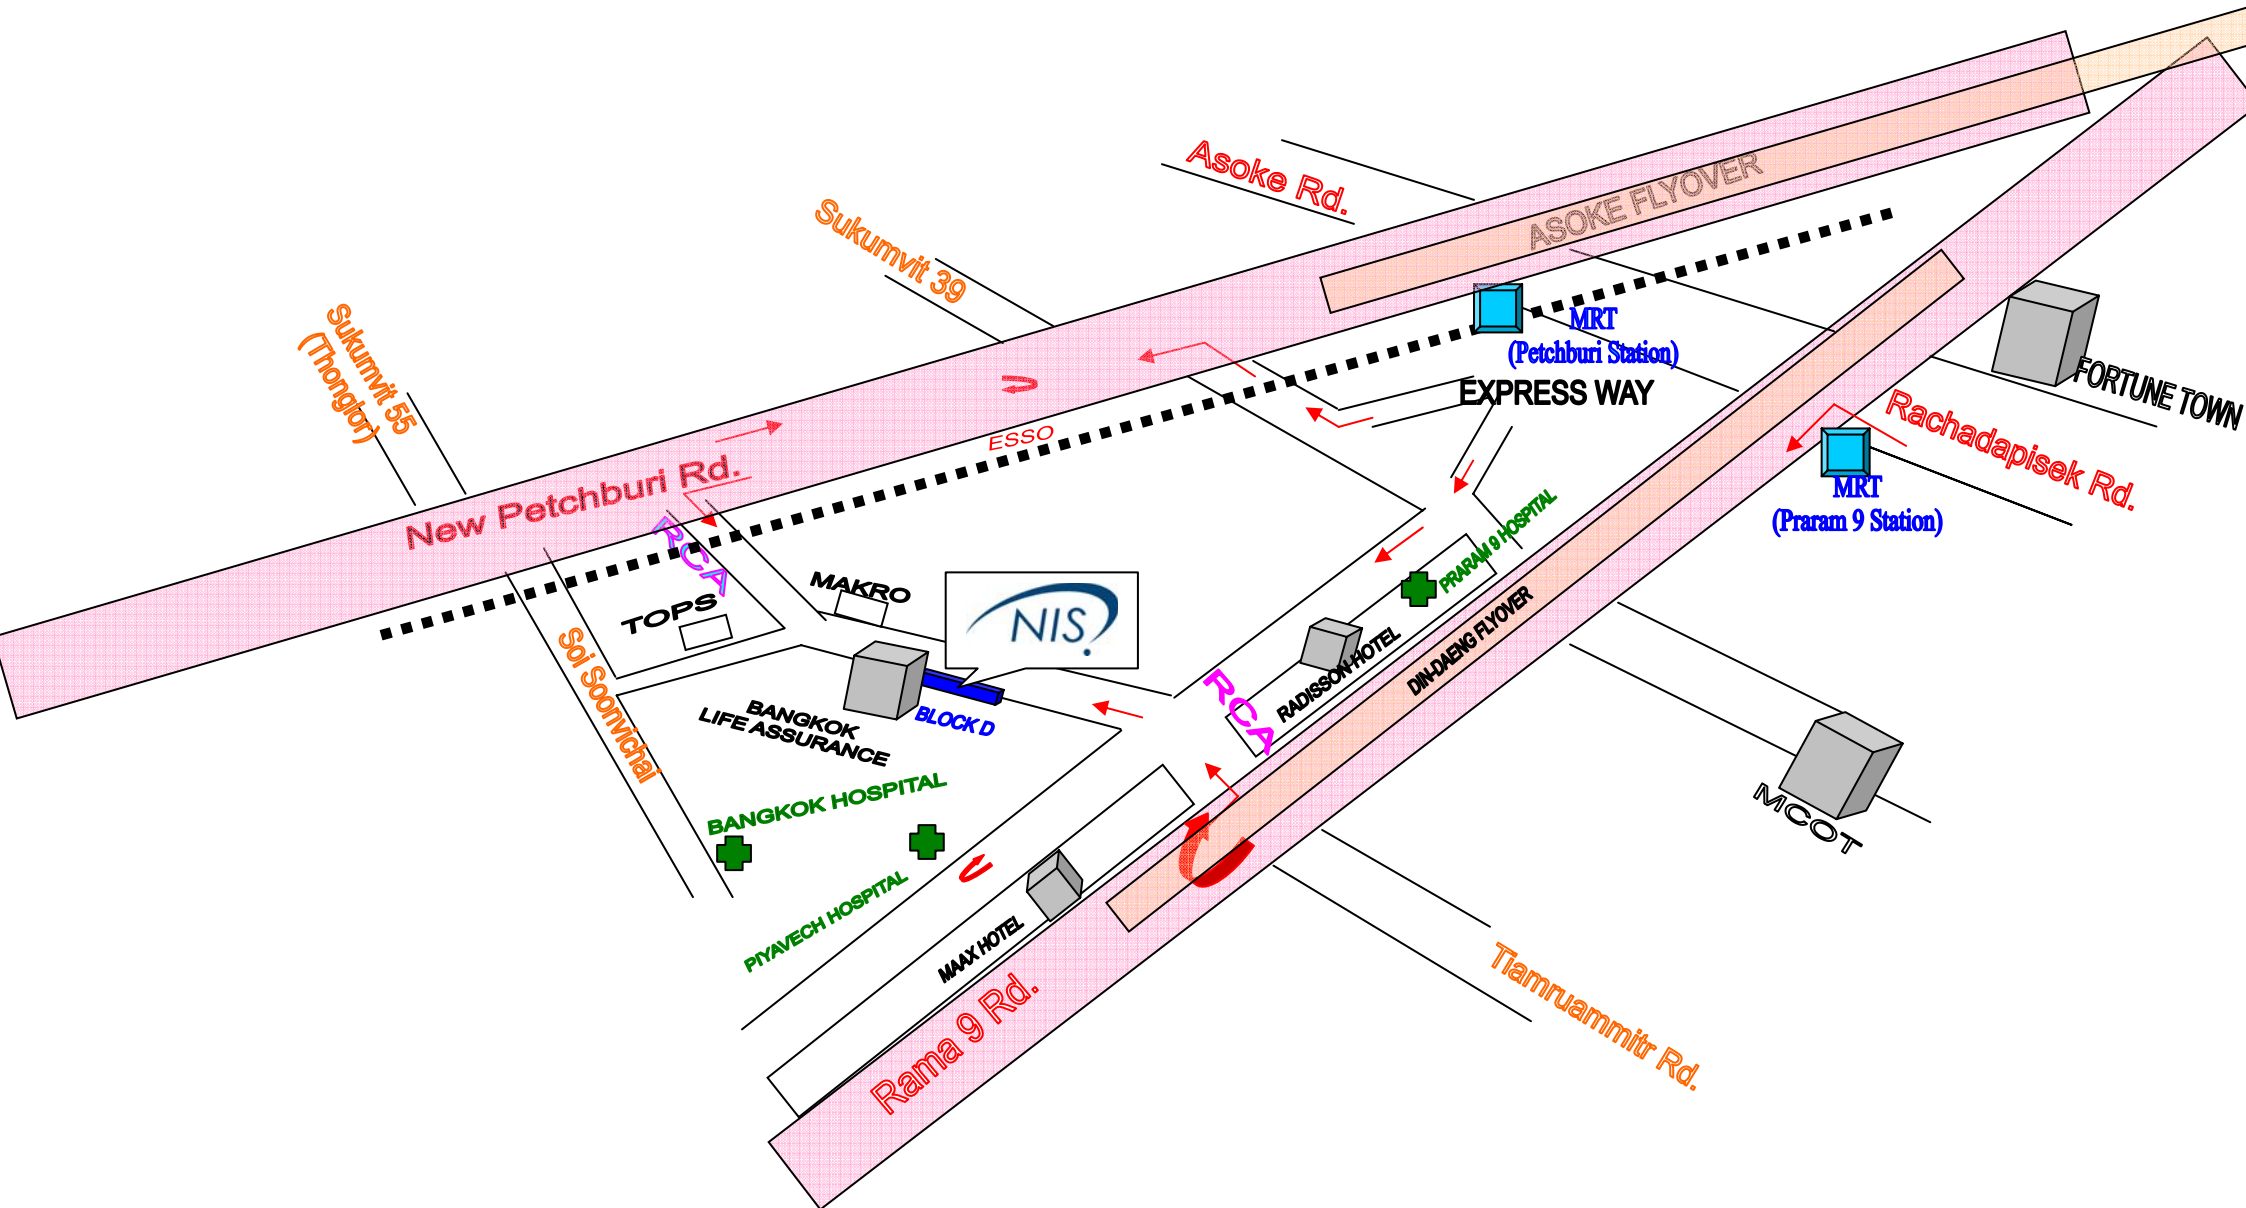 Asoke Rd.
ASOKE FLYOVER
Sukumvit 39
Sukumvit 55
(Thonglor)
MRT
(Petchburi Station)
EXPRESS WAY
FORTUNE TOWN
Rachadapisek Rd.
MRT
(Praram 9 Station)
ESSO
New Petchburi Rd.
RCA
MAKRO
TOPS
NIS
PRARAM 9 HOSPITAL
RADISSON HOTEL
DIN-DAENG FLYOVER
Soi Soonvichai
BANGKOK
LIFE ASSURANCE
BLOCK D
RCA
BANGKOK HOSPITAL
PIYAVECH HOSPITAL
MAAX HOTEL
MCOT
Rama 9 Rd.
Tiamruammitr Rd.